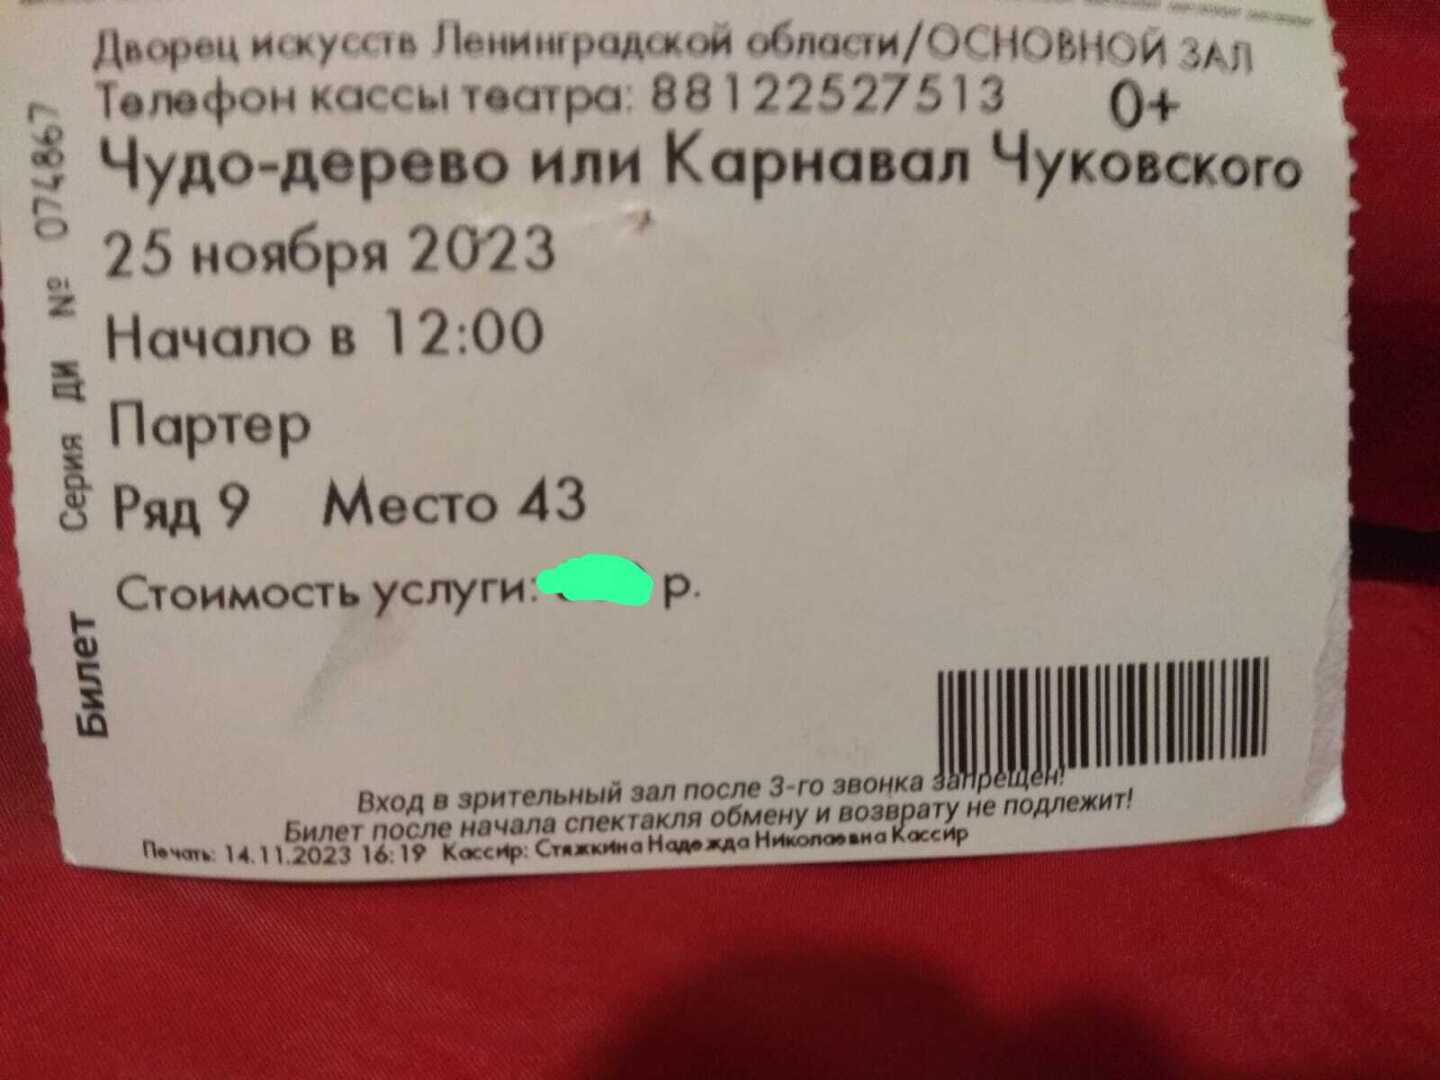 Дворец искусств Ленинградской области/ОСНОВНОЙ ЗАЛ
Телефон кассы театра: 88122527513 0+
Чудо-дерево или Карнавал Чуковского
25 ноября 2023
Начало в 12:00
Партер
Ряд 9 Место 43
Стоимость услуги: р.
Вход в зрительный зал после 3-го звонка запрещен!
Билет после начала спектакля обмену и возврату не подлежит!
Печать: 14.11.2023 16:19 Кассир: Стяжкина Надежда Николаевна Кассир
Билет Серия ДИ № 074867